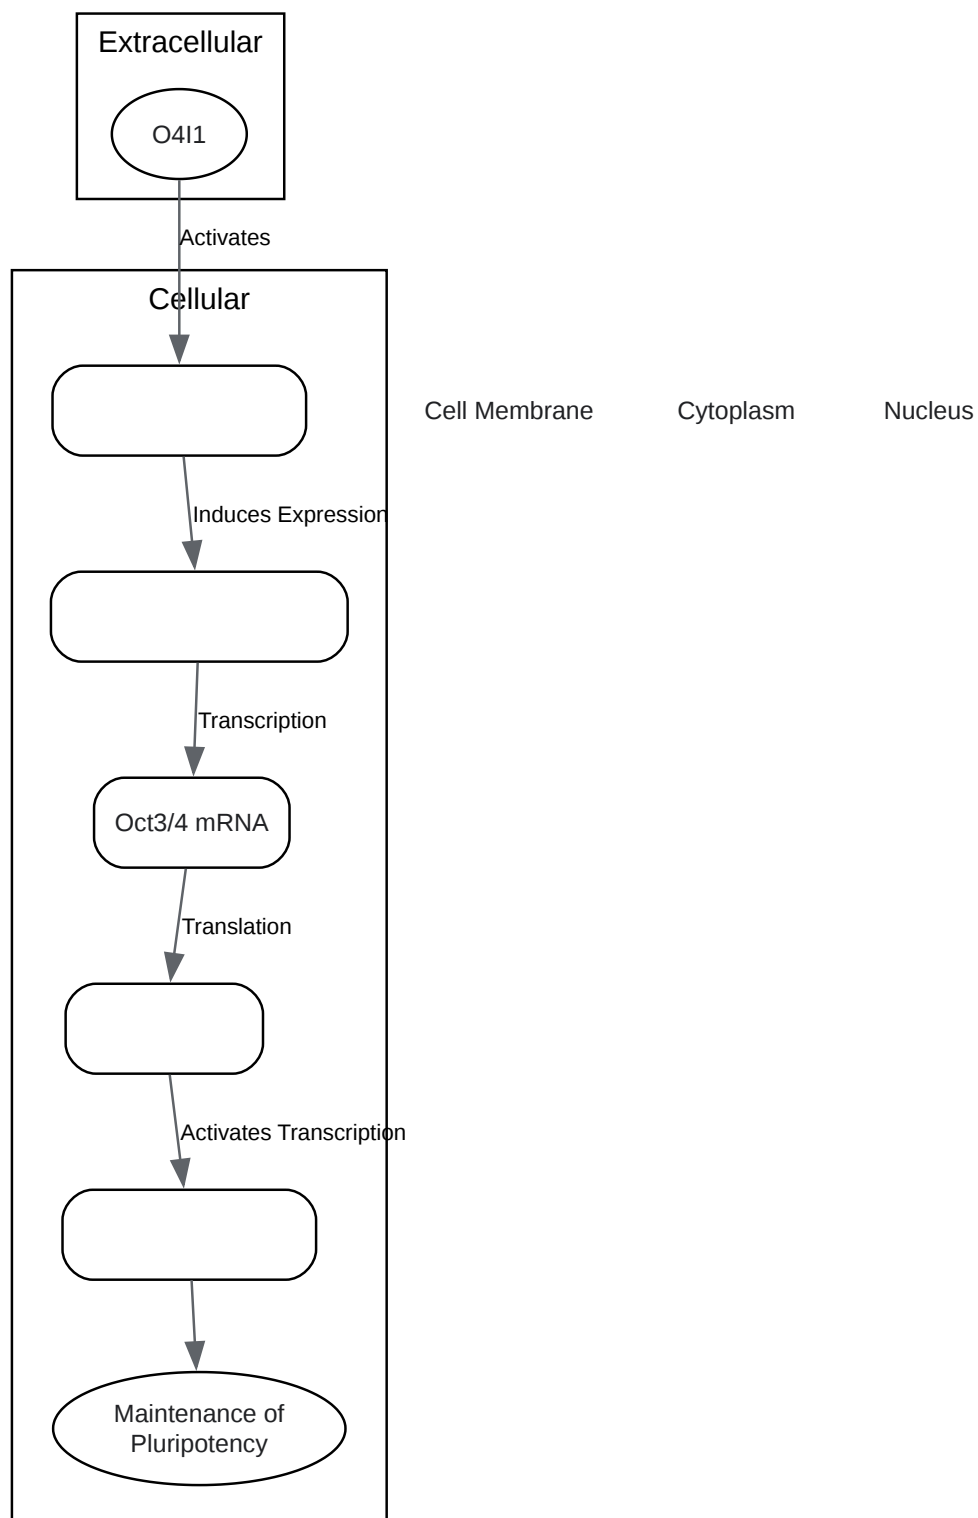 Extracellular
O4I1
Activates
Cellular
Cell Membrane
Cytoplasm
Nucleus
Induces Expression
Transcription
Oct3/4 mRNA
Translation
Activates Transcription
Maintenance of
Pluripotency